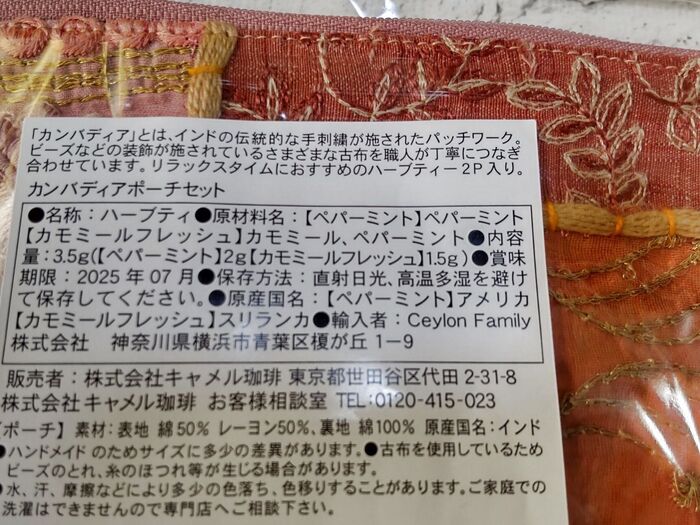 「カンバディア」とは、インドの伝統的な手刺繍が施されたパッチワーク。
ビーズなどの装飾が施されているさまざまな古布を職人が丁寧につなぎ
合わせています。リラックスタイムにおすすめのハーブティー2P入り。
カンバディアポーチセット
●名称：ハーブティ●原材料名：【ペパーミント】ペパーミント
【カモミールフレッシュ】カモミール、ペパーミント●内容
量：3.5g(【ペパーミント】2g【カモミールフレッシュ】1.5g)●賞味
期限：2025年07月●保存方法：直射日光、高温多湿を避け
て保存してください。●原産国名：【ペパーミント】アメリカ
【カモミールフレッシュ】スリランカ●輸入者：Ceylon Family
株式会社　神奈川県横浜市青葉区榎が丘1-9
販売者：株式会社キャメル珈琲 東京都世田谷区代田2-31-8
株式会社キャメル珈琲 お客様相談室 TEL:0120-415-023
【ポーチ】素材：表地 綿50% レーヨン50%、裏地 綿100% 原産国名：インド
●ハンドメイドのためサイズに多少の差異があります。●古布を使用しているため
ビーズのとれ、糸のほつれ等が生じる場合があります。
●水、汗、摩擦などにより多少の色落ち、色移りすることがあります。ご家庭での
洗濯はできませんので専門店へご相談下さい。